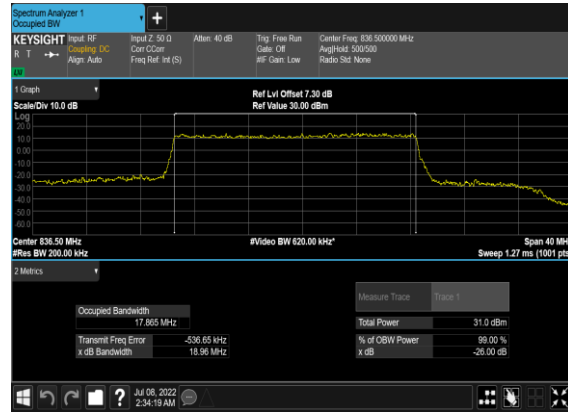 Spectrum Analyzer 1
Occupied BW
+
KEYSIGHT Input: RF Input Z: 50 Ω Atten: 40 dB Trig: Free Run Center Freq: 836.500000 MHz
R T Coupling: DC Corr CCorr Gate: Off Avg|Hold: 500/500
Align: Auto Freq Ref: Int (S) #IF Gain: Low Radio Std: None
LXI
1 Graph
Ref Lvl Offset 7.30 dB
Scale/Div 10.0 dB Ref Value 30.00 dBm
Log
20.0
10.0
0.00
-10.0
-20.0
-30.0
-40.0
-50.0
-60.0
Center 836.50 MHz #Video BW 620.00 kHz* Span 40 MH
#Res BW 200.00 kHz Sweep 1.27 ms (1001 pts
2 Metrics
Measure Trace Trace 1
Occupied Bandwidth
17.865 MHz Total Power 31.0 dBm
Transmit Freq Error -536.65 kHz % of OBW Power 99.00 %
x dB Bandwidth 18.96 MHz x dB -26.00 dB
? Jul 08, 2022
2:34:19 AM